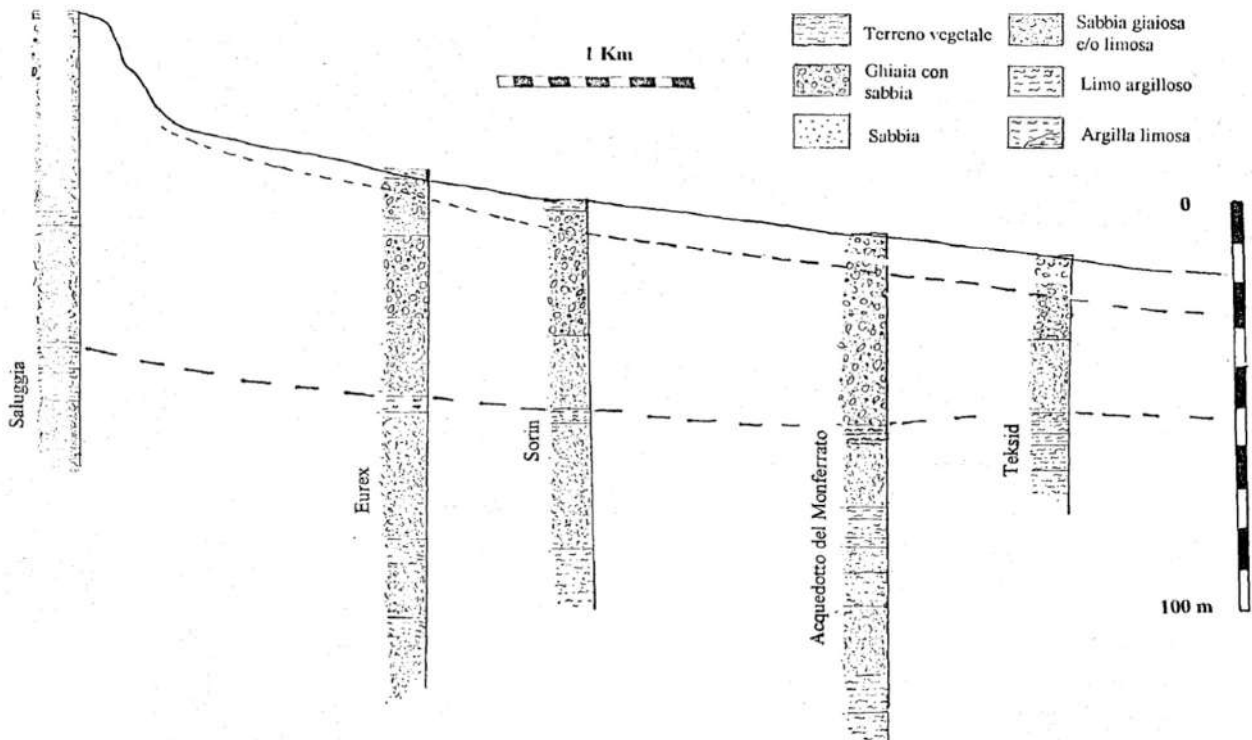 1 Km
Terreno vegetale
Ghiaia con
sabbia
Sabbia
Sabbia giaiosa
e/o limosa
Limo argilloso
Argilla limosa
0
100 m
Saluggia
Eurex
Sorin
Acquedotto del Monferrato
Teksid